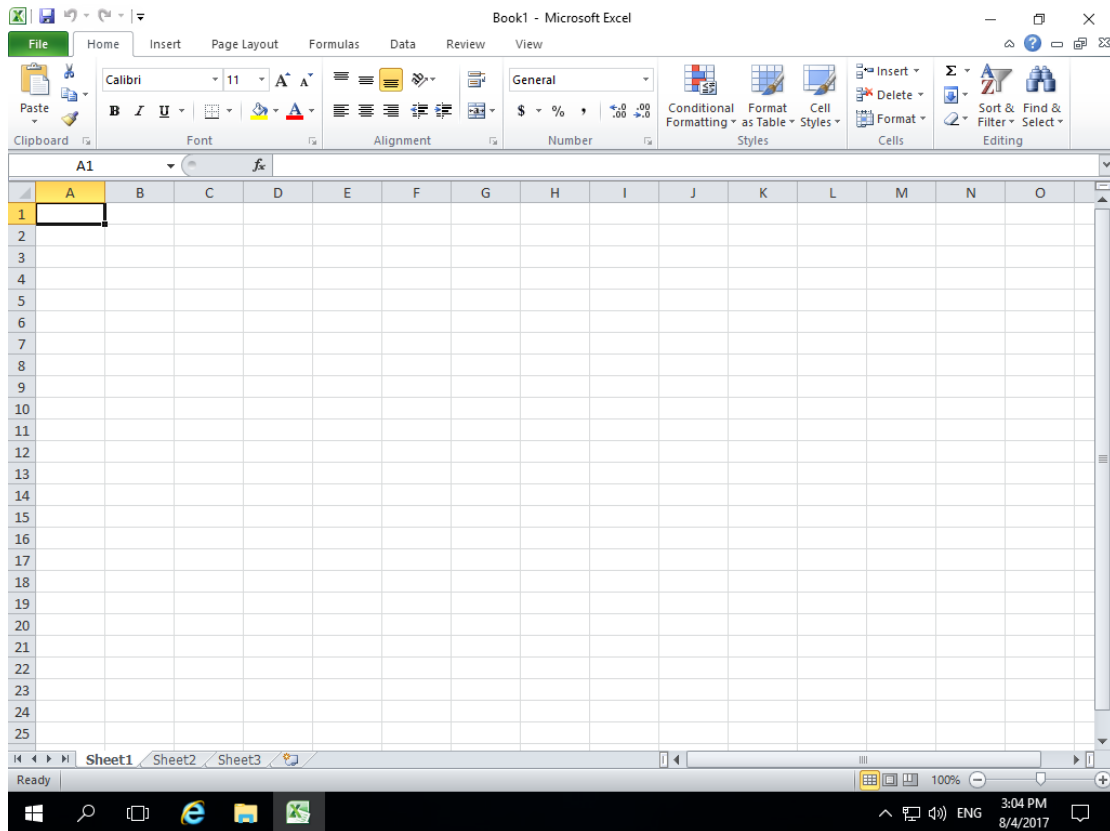 Book1 - Microsoft Excel
File Home Insert Page Layout Formulas Data Review View
Calibri 11 General Insert Σ
Paste Delete
B I U A $ % , Conditional Formatting Format as Table Cell Styles Format Sort & Filter Find & Select
Clipboard Font Alignment Number Styles Cells Editing
A1 fx
A B C D E F G H I J K L M N O
1
2
3
4
5
6
7
8
9
10
11
12
13
14
15
16
17
18
19
20
21
22
23
24
25
Sheet1 Sheet2 Sheet3
Ready 100%
ENG 3:04 PM
8/4/2017